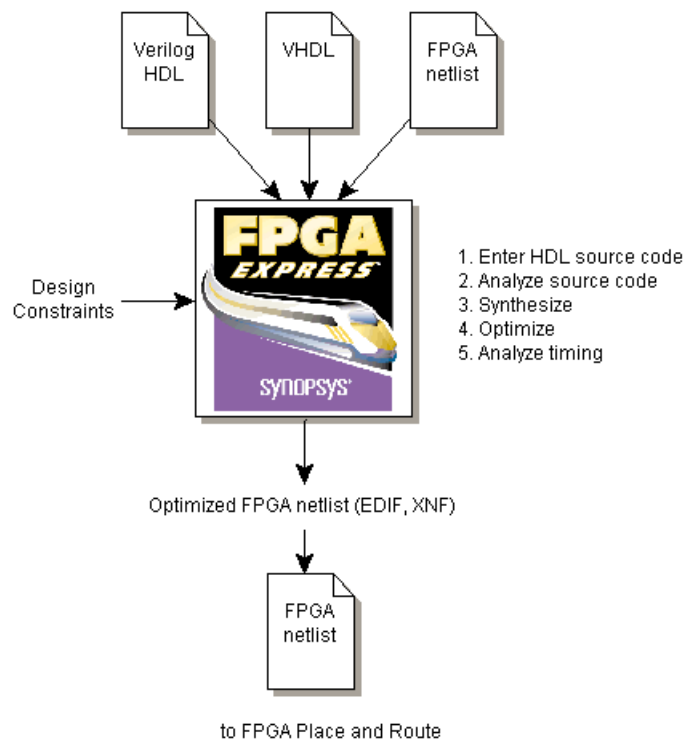 Verilog
HDL
VHDL
FPGA
netlist
FPGA
EXPRESS
SYNOPSYS
Design
Constraints
1. Enter HDL source code
2. Analyze source code
3. Synthesize
4. Optimize
5. Analyze timing
Optimized FPGA netlist (EDIF, XNF)
FPGA
netlist
to FPGA Place and Route